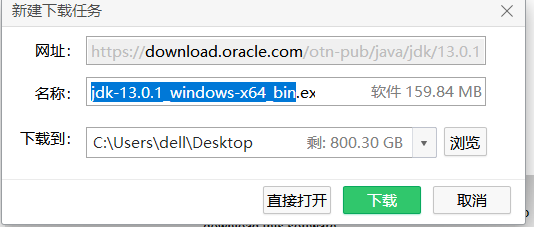 新建下载任务
网址： https://download.oracle.com/otn-pub/java/jdk/13.0.1
名称： jdk-13.0.1_windows-x64_bin.ex 软件 159.84 MB
下载到： C:\Users\dell\Desktop 剩: 800.30 GB 浏览
直接打开 下载 取消